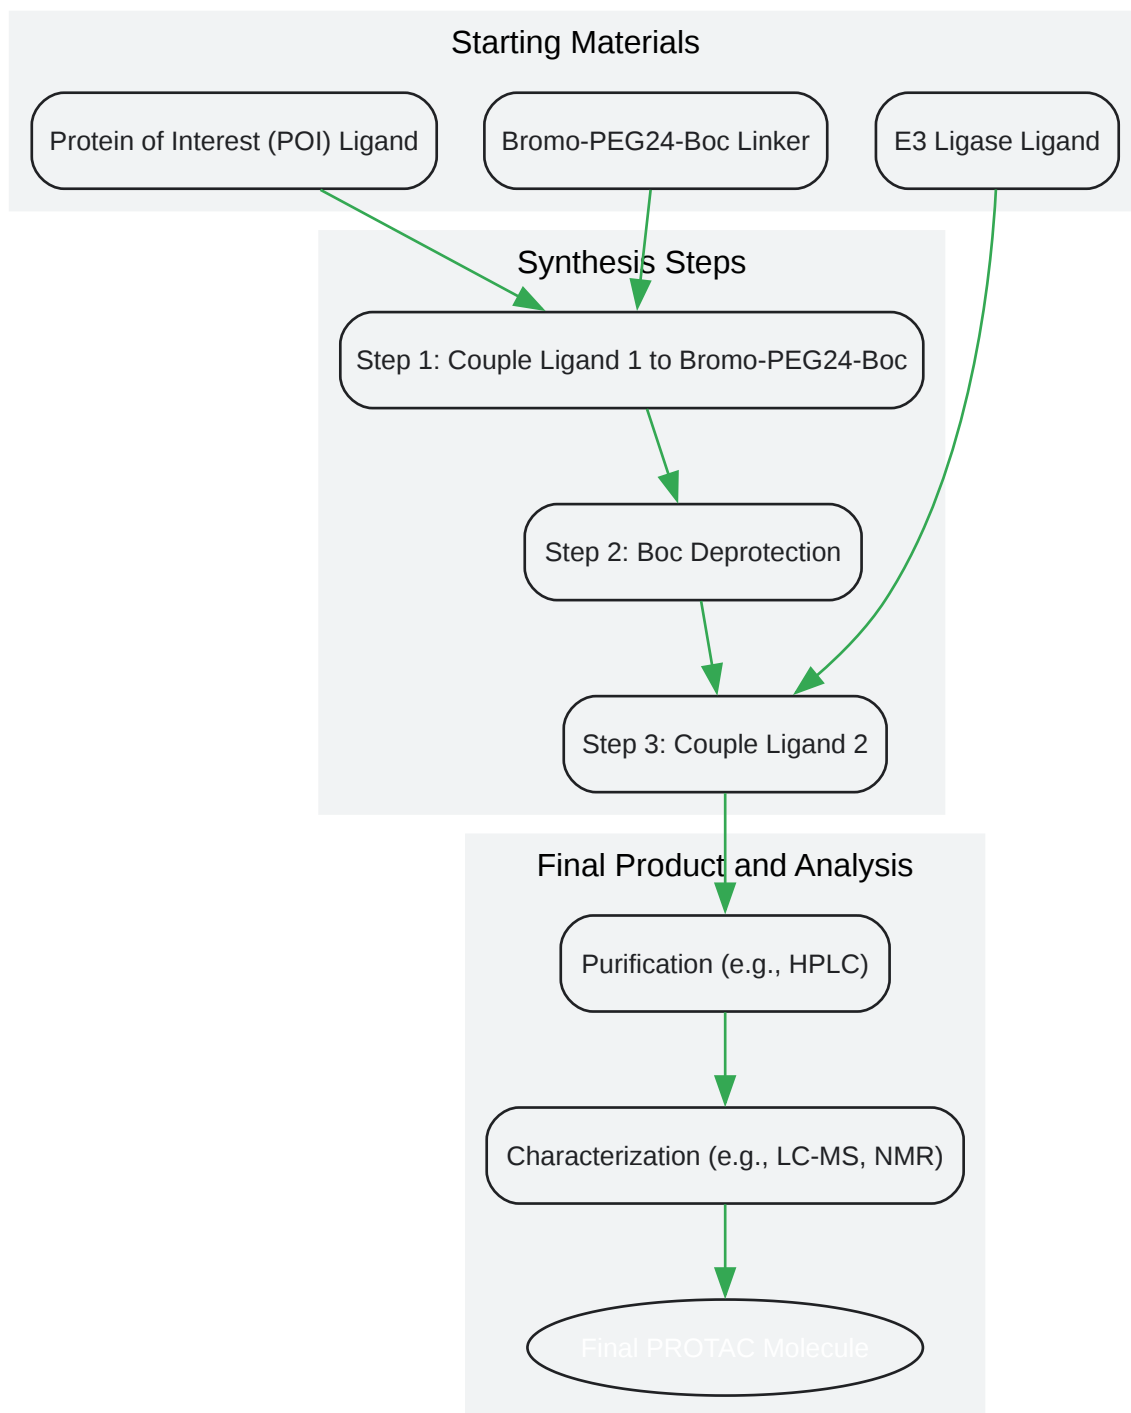 Starting Materials
Protein of Interest (POI) Ligand
Bromo-PEG24-Boc Linker
E3 Ligase Ligand
Synthesis Steps
Step 1: Couple Ligand 1 to Bromo-PEG24-Boc
Step 2: Boc Deprotection
Step 3: Couple Ligand 2
Final Product and Analysis
Purification (e.g., HPLC)
Characterization (e.g., LC-MS, NMR)
Final PROTAC Molecule